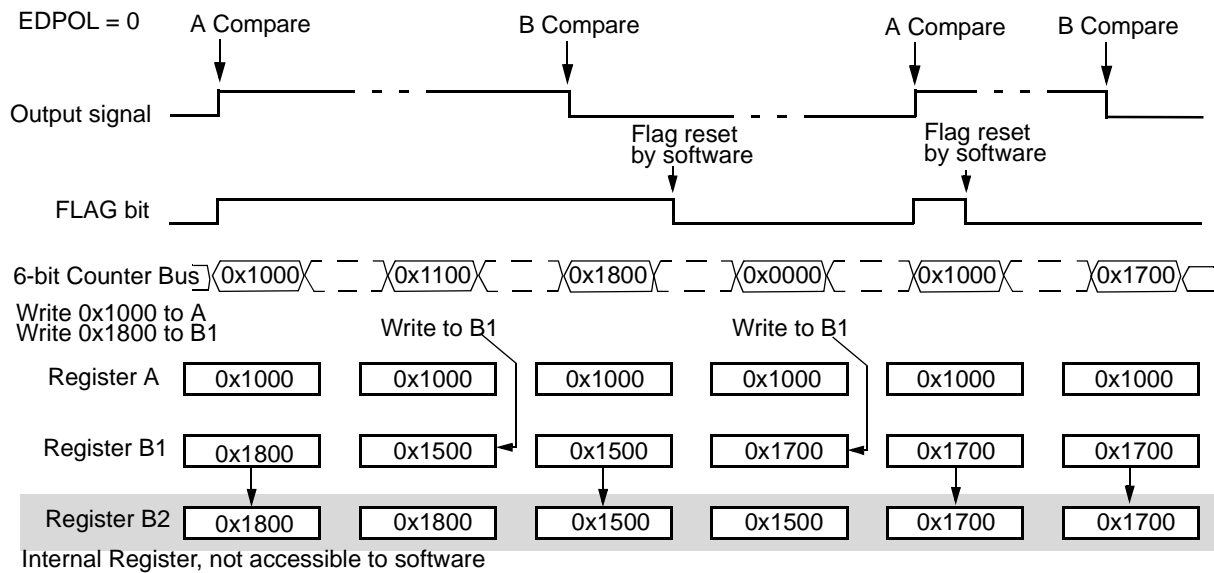 EDPOL = 0
A Compare B Compare A Compare B Compare
Output signal
Flag reset
by software
Flag reset
by software
FLAG bit
6-bit Counter Bus 0x1000 0x1100 0x1800 0x0000 0x1000 0x1700
Write 0x1000 to A
Write 0x1800 to B1
Write to B1 Write to B1
Register A 0x1000 0x1000 0x1000 0x1000 0x1000 0x1000
Register B1 0x1800 0x1500 0x1500 0x1700 0x1700 0x1700
Register B2 0x1800 0x1800 0x1500 0x1500 0x1700 0x1700
Internal Register, not accessible to software